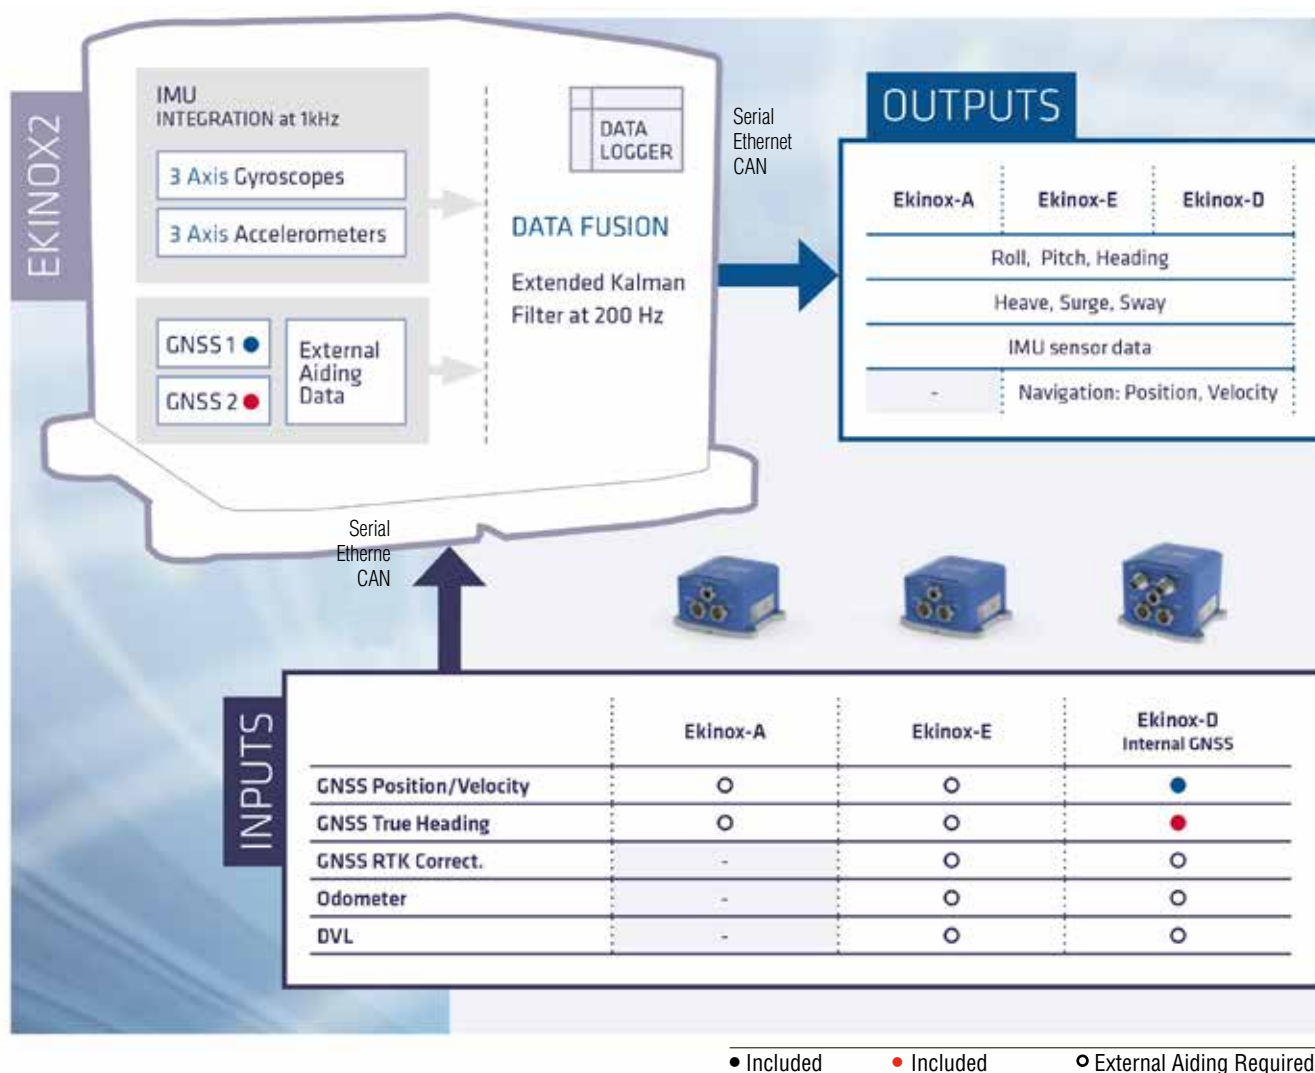 EKINOX2
IMU
INTEGRATION at 1kHz
3 Axis Gyroscopes
3 Axis Accelerometers
GNSS 1
GNSS 2
External
Aiding
Data
DATA
LOGGER
DATA FUSION
Extended Kalman
Filter at 200 Hz
Serial
Ethernet
CAN
OUTPUTS
Ekinox-A Ekinox-E Ekinox-D
Roll, Pitch, Heading
Heave, Surge, Sway
IMU sensor data
- Navigation: Position, Velocity
Serial
Etherne
CAN
INPUTS
Ekinox-A Ekinox-E Ekinox-D
Internal GNSS
GNSS Position/Velocity
GNSS True Heading
GNSS RTK Correct. -
Odometer -
DVL -
Included Included External Aiding Required